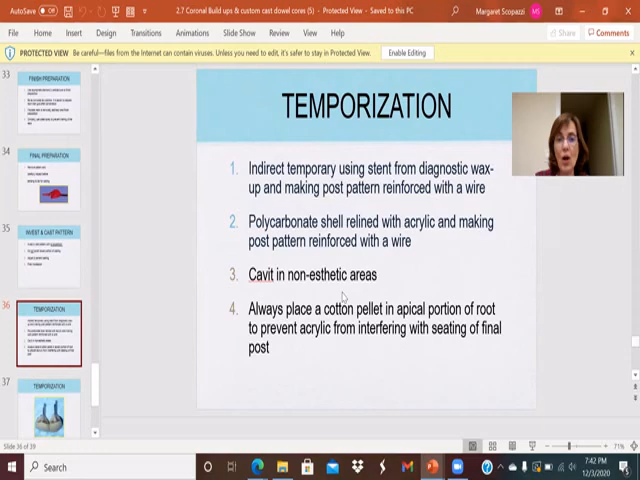 AutoSave Off
2.7 Coronal Build ups & custom cast dowel cores (5) - Protected View - Saved to this PC
Margaret Scopazzi MS
File Home Insert Design Transitions Animations Slide Show Review View Help
Share Comments
PROTECTED VIEW Be careful—files from the Internet can contain viruses. Unless you need to edit, it's safer to stay in Protected View. Enable Editing
33
FINISH PREPARATION
34
FINAL PREPARATION
35
INVEST & CAST PATTERN
36
TEMPORIZATION
37
TEMPORIZATION
TEMPORIZATION
1. Indirect temporary using stent from diagnostic wax-
up and making post pattern reinforced with a wire
2. Polycarbonate shell relined with acrylic and making
post pattern reinforced with a wire
3. Cavit in non-esthetic areas
4. Always place a cotton pellet in apical portion of root
to prevent acrylic from interfering with seating of final
post
Slide 36 of 39
71%
Search
7:42 PM
12/3/2020